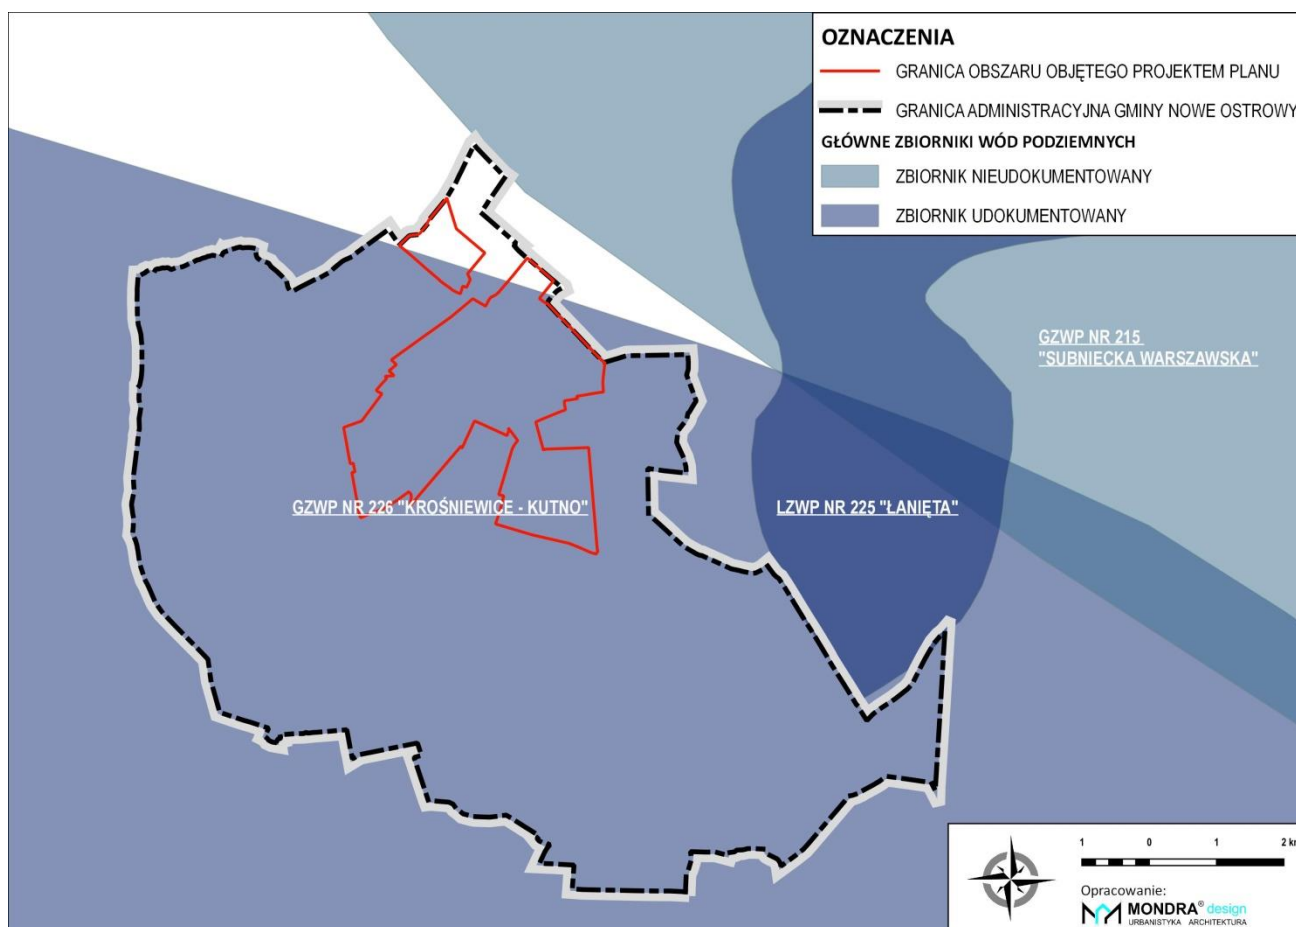 OZNACZENIA
GRANICA OBSZARU OBJĘTEGO PROJEKTEM PLANU
GRANICA ADMINISTRACYJNA GMINY NOWE OSTROWY
GŁÓWNE ZBIORNIKI WÓD PODZIEMNYCH
ZBIORNIK NIEUDOKUMENTOWANY
ZBIORNIK UDOKUMENTOWANY
GZWP NR 215
"SUBNIECKA WARSZAWSKA"
GZWP NR 226 "KROŚNIEWICE - KUTNO"
LZWP NR 225 "ŁANIĘTA"
1 0 1 2 km
Opracowanie:
MONDRA® design
URBANISTYKA ARCHITEKTURA